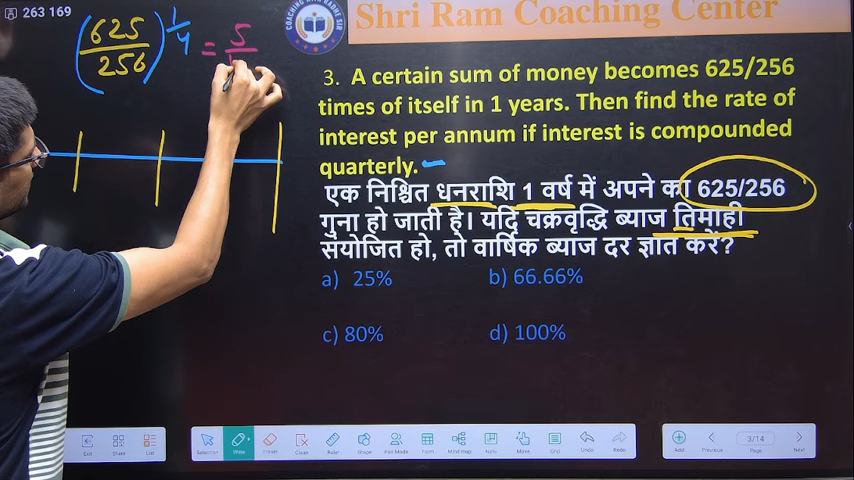 263 169
Shri Ram Coaching Center
(625/256)^1/4 = 5/
3. A certain sum of money becomes 625/256
times of itself in 1 years. Then find the rate of
interest per annum if interest is compounded
quarterly.
एक निश्चित धनराशि 1 वर्ष में अपने का 625/256
गुना हो जाती है। यदि चक्रवृद्धि ब्याज तिमाही
संयोजित हो, तो वार्षिक ब्याज दर ज्ञात करें?
a) 25% b) 66.66%
c) 80% d) 100%
Exit Share List Selection Write Eraser Clean Ruler Shape Pen Mode Form Mind map Note Move Grid Undo Redo Add Previous 3/14 Next